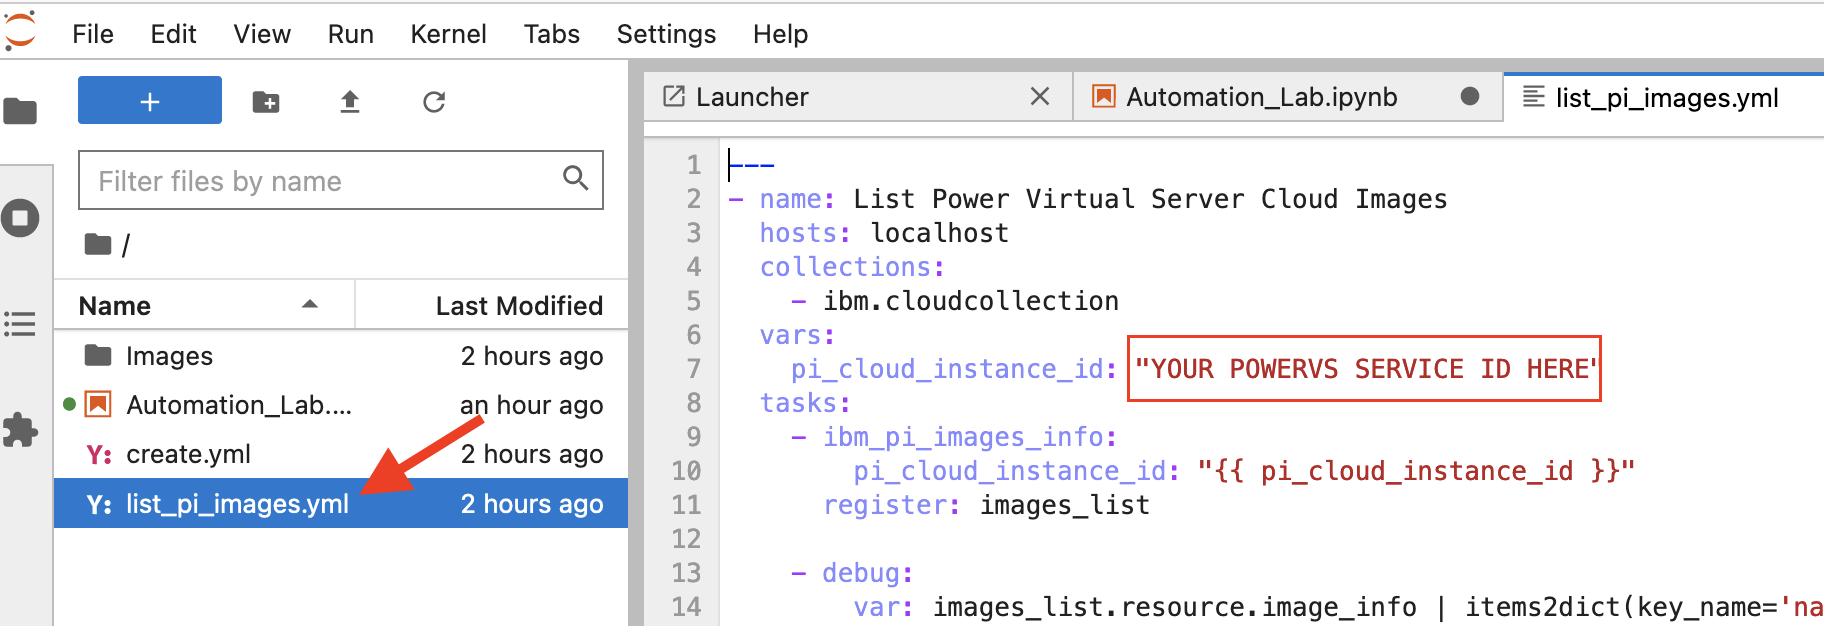 File Edit View Run Kernel Tabs Settings Help
+
Filter files by name
/
Name Last Modified
Images 2 hours ago
Automation_Lab.... an hour ago
Y: create.yml 2 hours ago
Y: list_pi_images.yml 2 hours ago
Launcher Automation_Lab.ipynb list_pi_images.yml
1 ---
2 - name: List Power Virtual Server Cloud Images
3   hosts: localhost
4   collections:
5     - ibm.cloudcollection
6   vars:
7     pi_cloud_instance_id: "YOUR POWERVS SERVICE ID HERE"
8   tasks:
9     - ibm_pi_images_info:
10         pi_cloud_instance_id: "{{ pi_cloud_instance_id }}"
11       register: images_list
12
13     - debug:
14         var: images_list.resource.image_info | items2dict(key_name='na